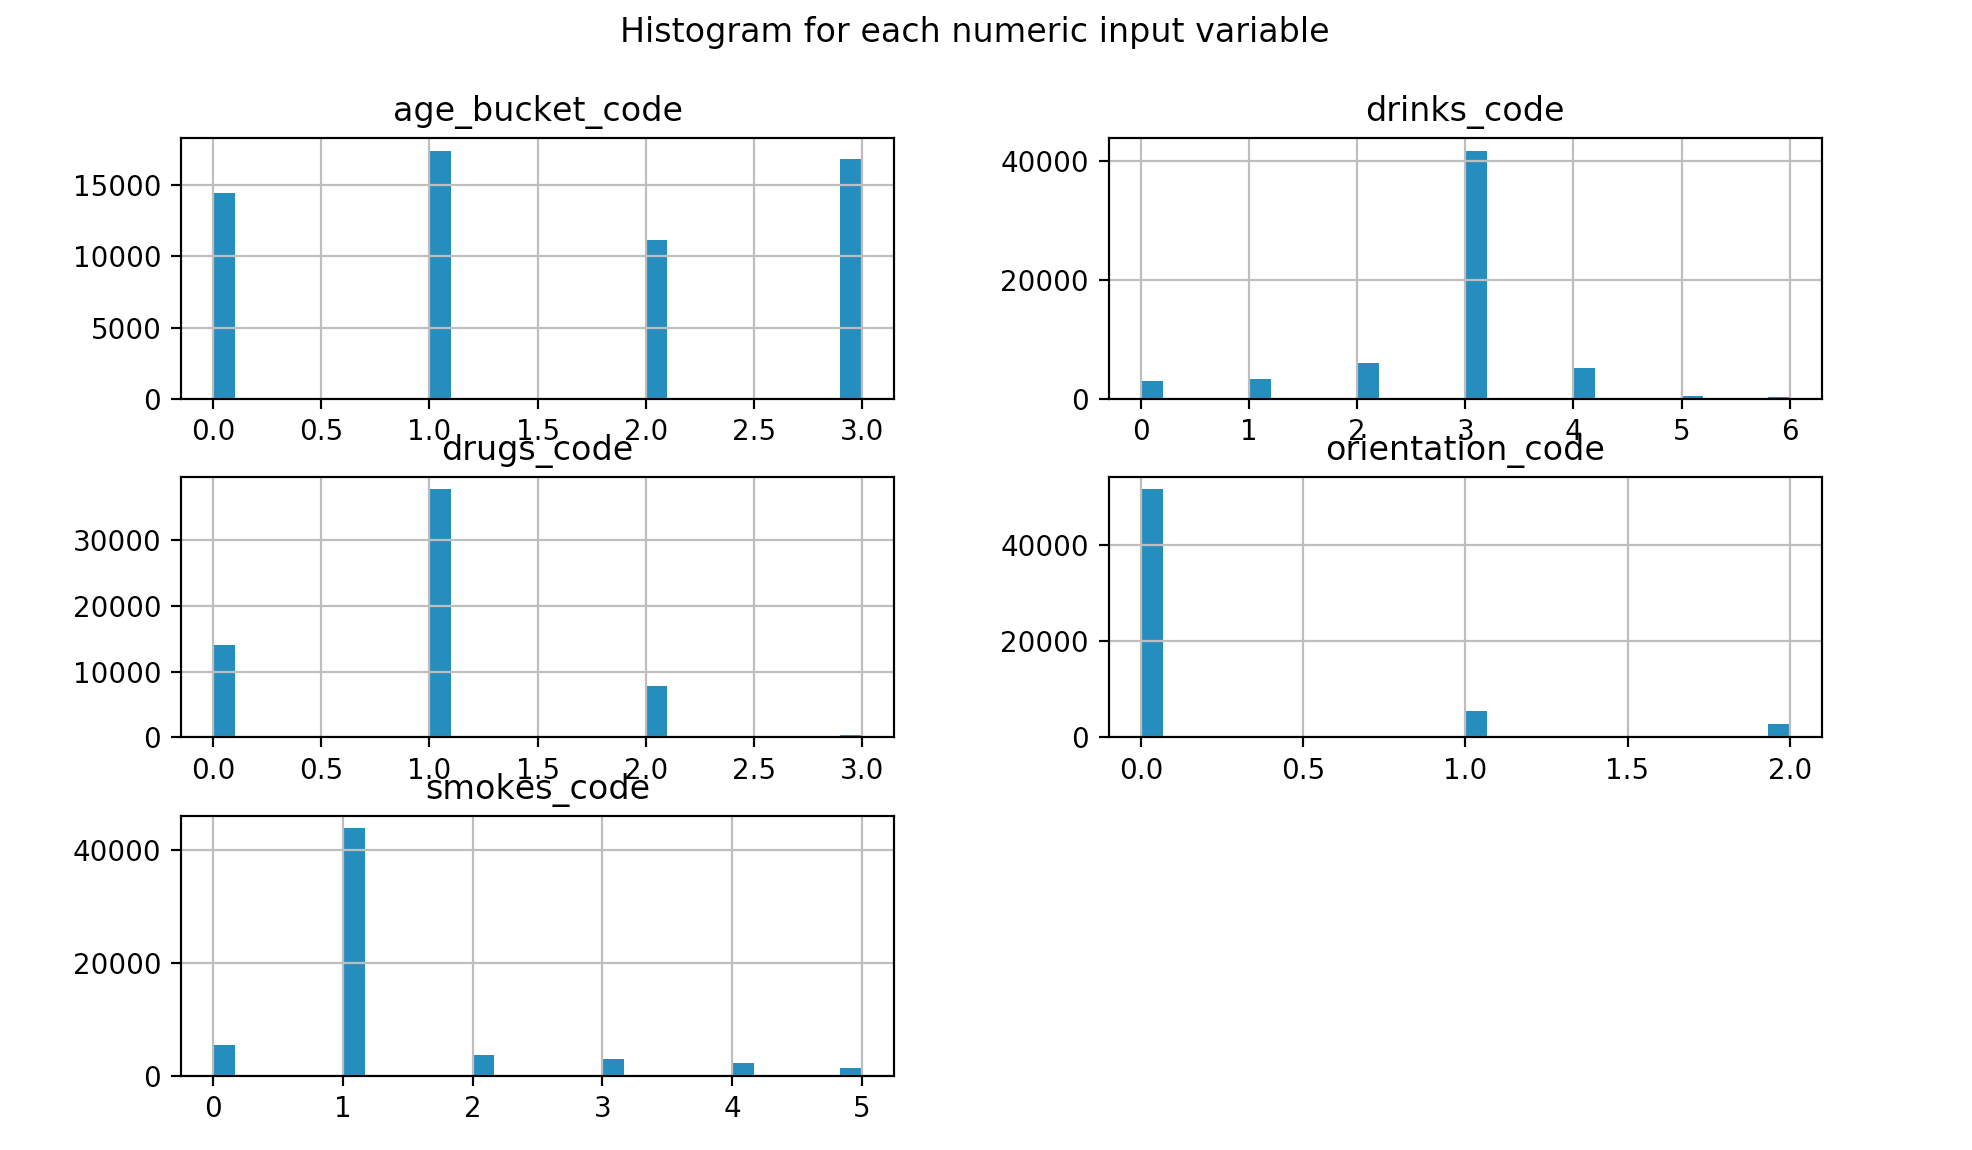 Histogram for each numeric input variable
age_bucket_code
15000
10000
5000
0
0.0 0.5 1.0 1.5 2.0 2.5 3.0
drinks_code
40000
20000
0
0 1 2 3 4 5 6
drugs_code
30000
20000
10000
0
0.0 0.5 1.0 1.5 2.0 2.5 3.0
orientation_code
40000
20000
0
0.0 0.5 1.0 1.5 2.0
smokes_code
40000
20000
0
0 1 2 3 4 5